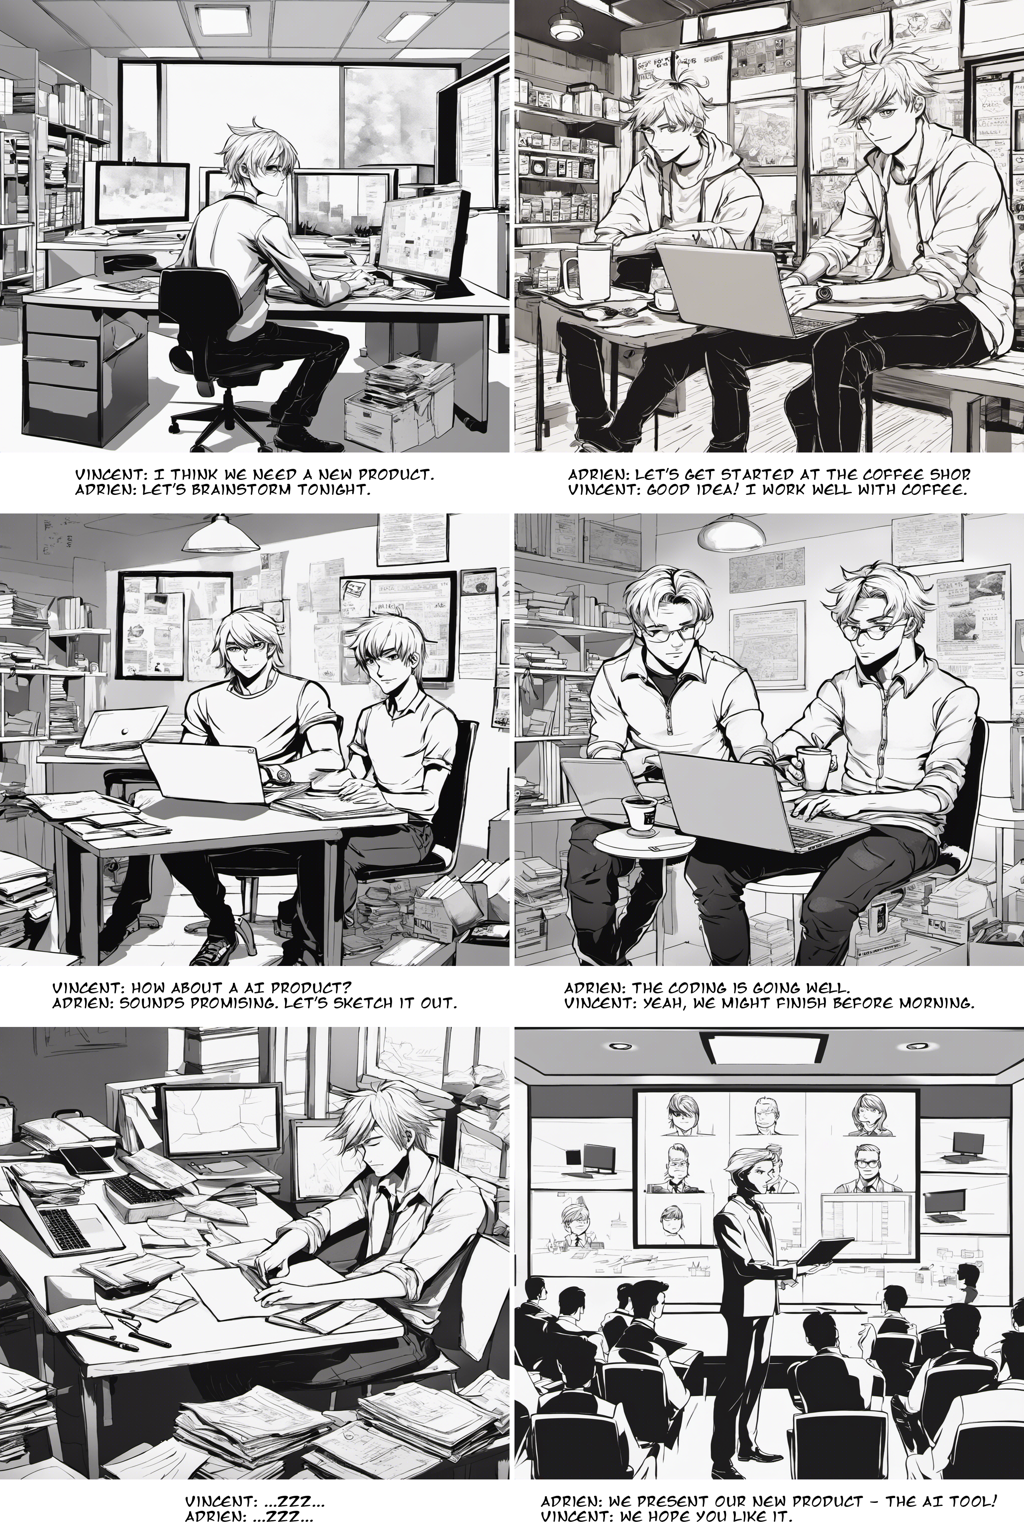 VINCENT: I THINK WE NEED A NEW PRODUCT.
ADRIEN: LET'S BRAINSTORM TONIGHT.
ADRIEN: LET'S GET STARTED AT THE COFFEE SHOP.
VINCENT: GOOD IDEA! I WORK WELL WITH COFFEE.
VINCENT: HOW ABOUT A AI PRODUCT?
ADRIEN: SOUNDS PROMISING. LET'S SKETCH IT OUT.
ADRIEN: THE CODING IS GOING WELL.
VINCENT: YEAH, WE MIGHT FINISH BEFORE MORNING.
VINCENT: ...ZZZ...
ADRIEN: ...ZZZ...
ADRIEN: WE PRESENT OUR NEW PRODUCT - THE AI TOOL!
VINCENT: WE HOPE YOU LIKE IT.